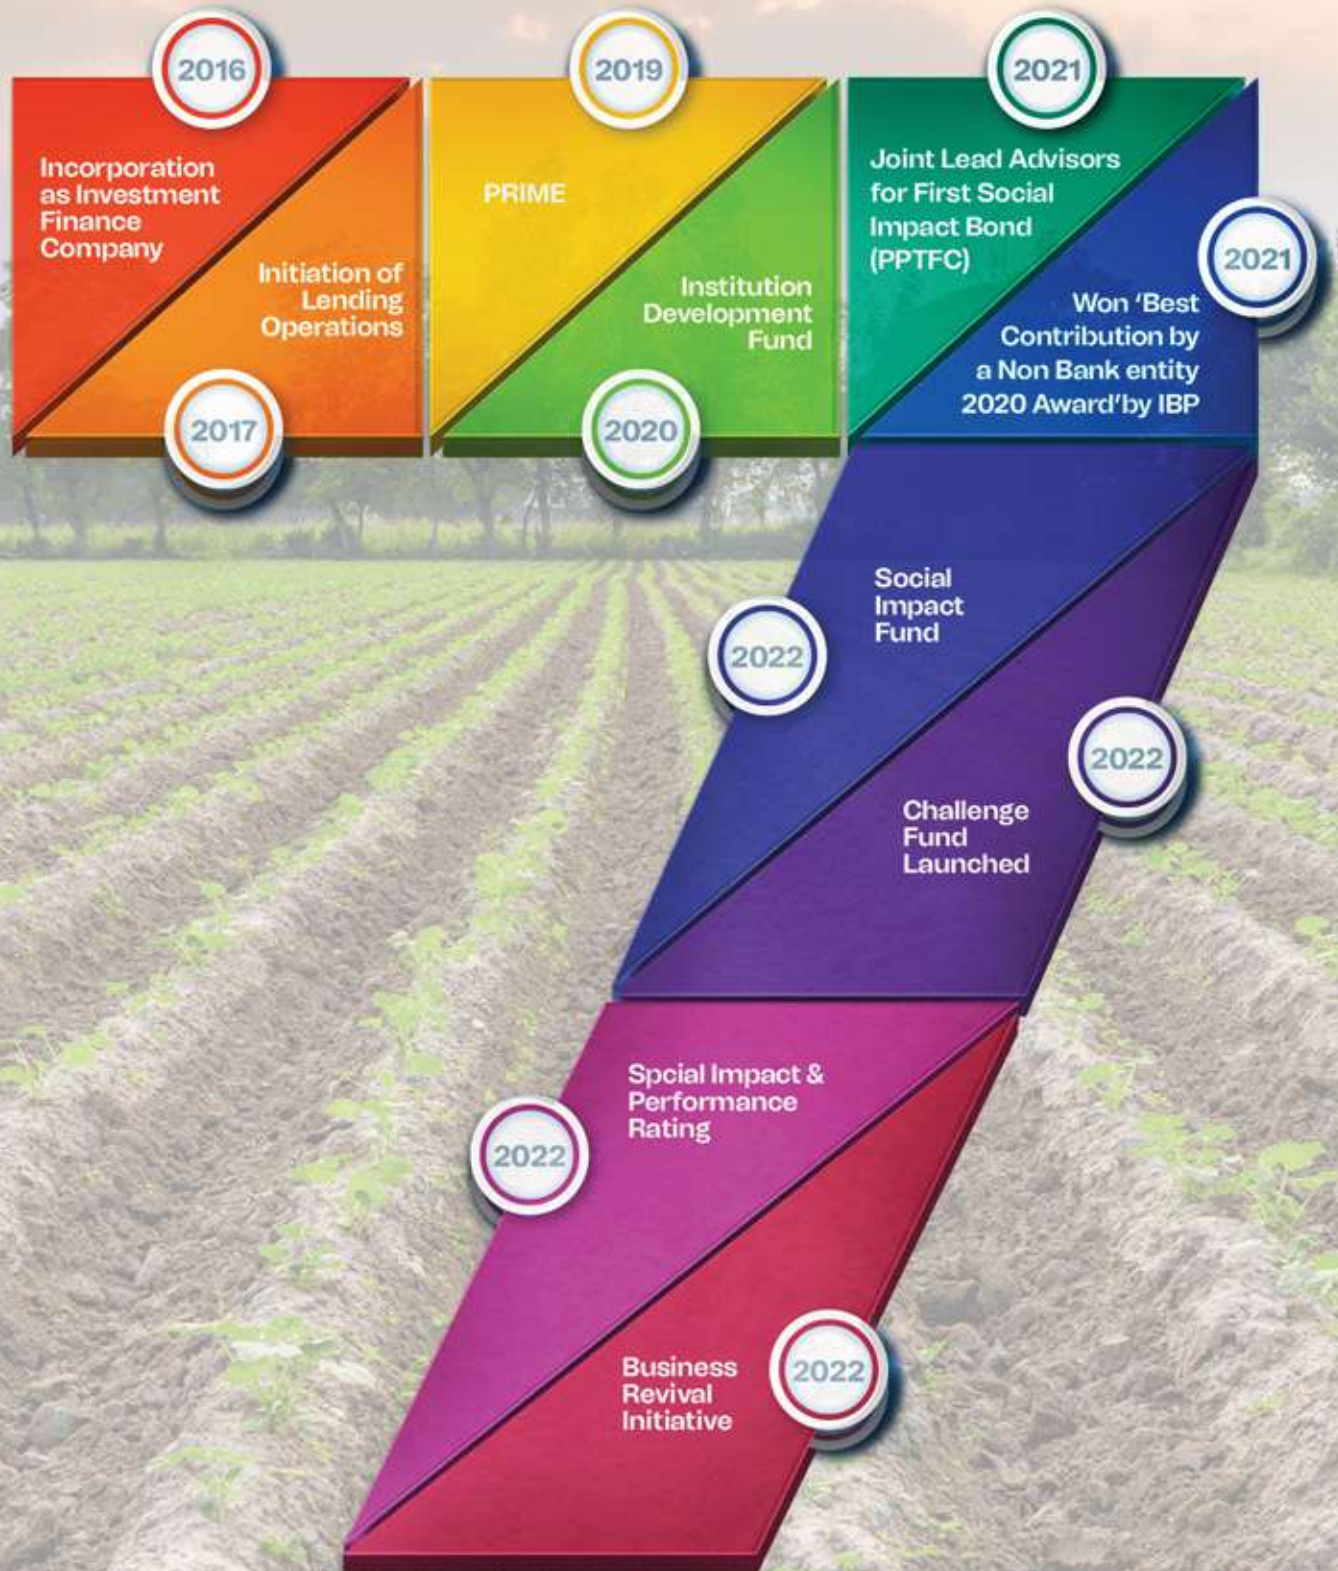 2016
Incorporation
as Investment
Finance
Company
Initiation of
Lending
Operations
2017
2019
PRIME
Institution
Development
Fund
2020
2021
Joint Lead Advisors
for First Social
Impact Bond
(PPTFC)
2021
Won ‘Best
Contribution by
a Non Bank entity
2020 Award’by IBP
Social
Impact
Fund
2022
2022
Challenge
Fund
Launched
Spcial Impact &
Performance
Rating
2022
Business
Revival
Initiative
2022